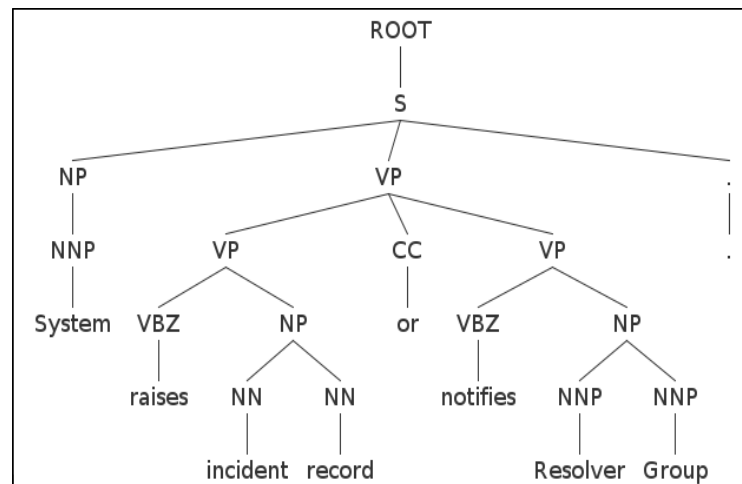 ROOT
S
NP VP .
NNP VP CC VP .
System VBZ NP or VBZ NP
raises NN NN notifies NNP NNP
incident record Resolver Group